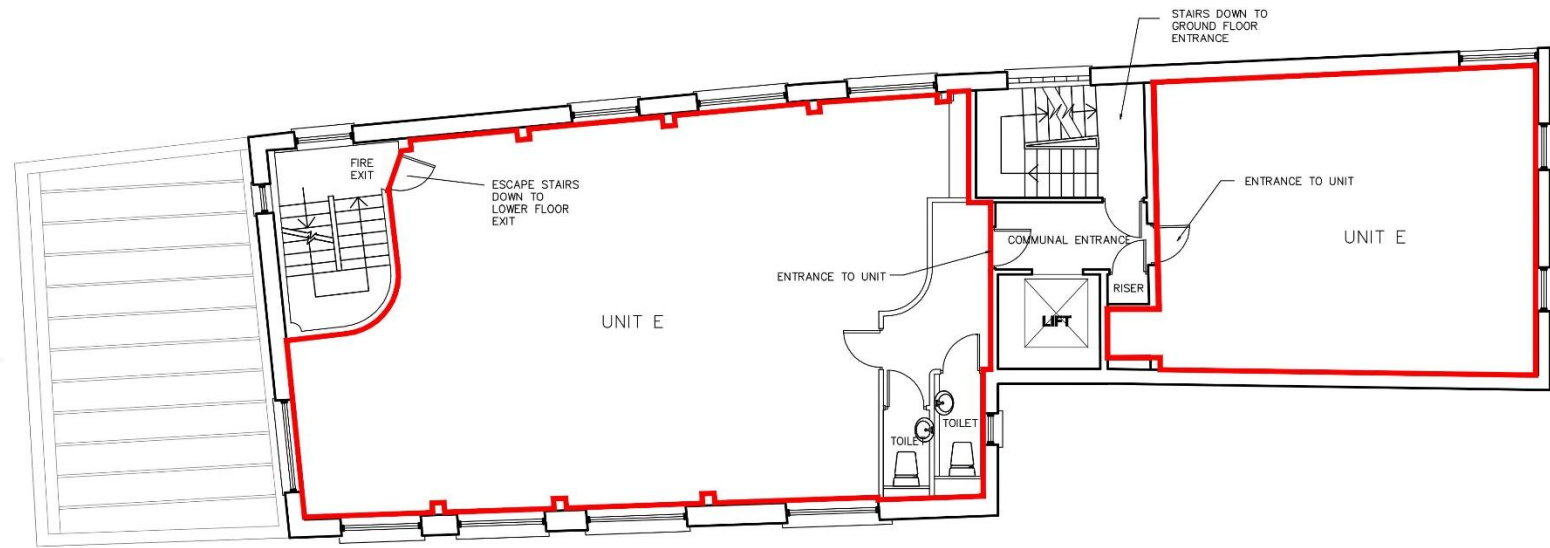 STAIRS DOWN TO
GROUND FLOOR
ENTRANCE
FIRE
EXIT
ESCAPE STAIRS
DOWN TO
LOWER FLOOR
EXIT
ENTRANCE TO UNIT
COMMUNAL ENTRANCE
UNIT E
ENTRANCE TO UNIT
RISER
UNIT E
LIFT
TOILET
TOILET